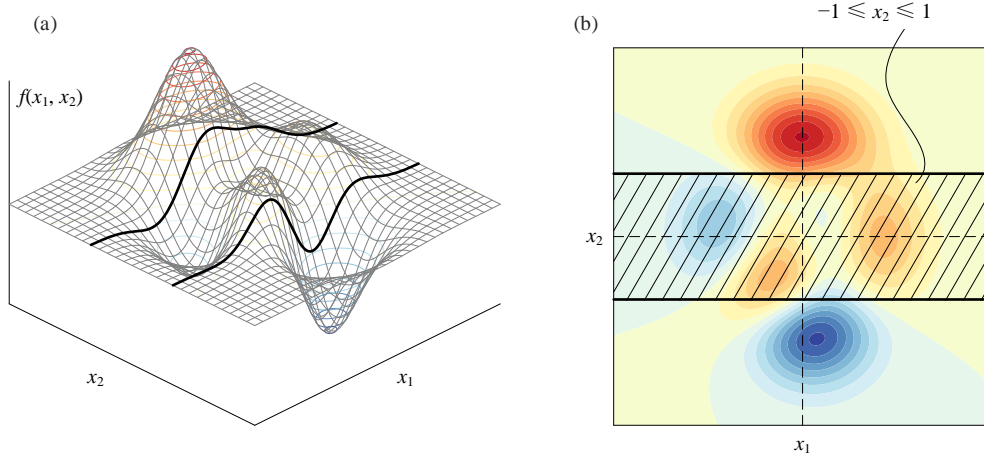 (a)
f(x₁, x₂)
x₂
x₁
(b)
−1 ⩽ x₂ ⩽ 1
x₂
x₁